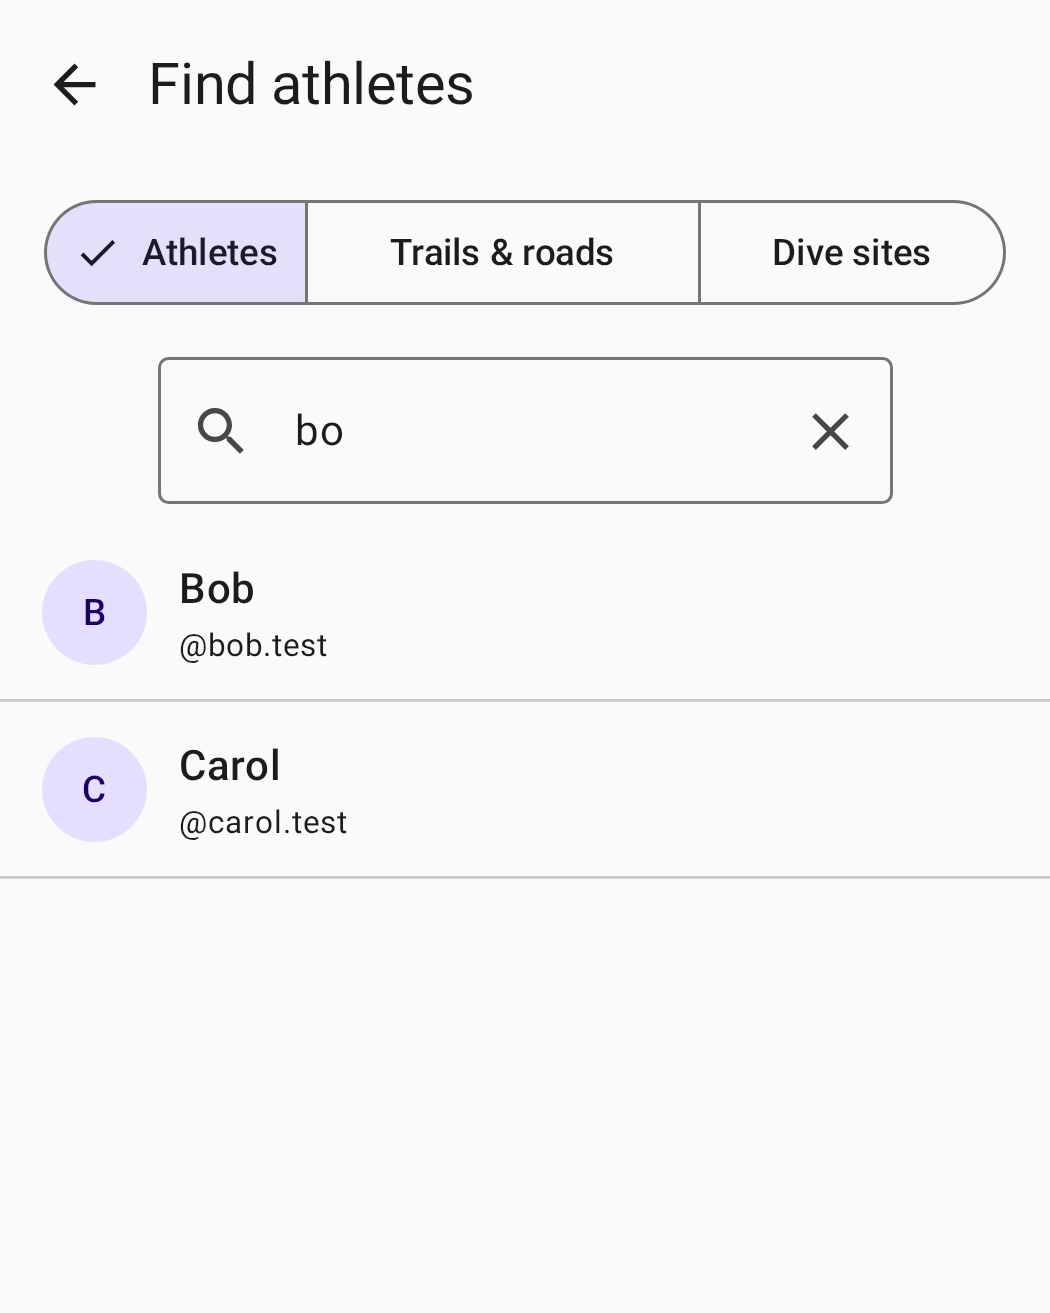 Find athletes
Athletes Trails & roads Dive sites
bo
B
Bob
@bob.test
C
Carol
@carol.test